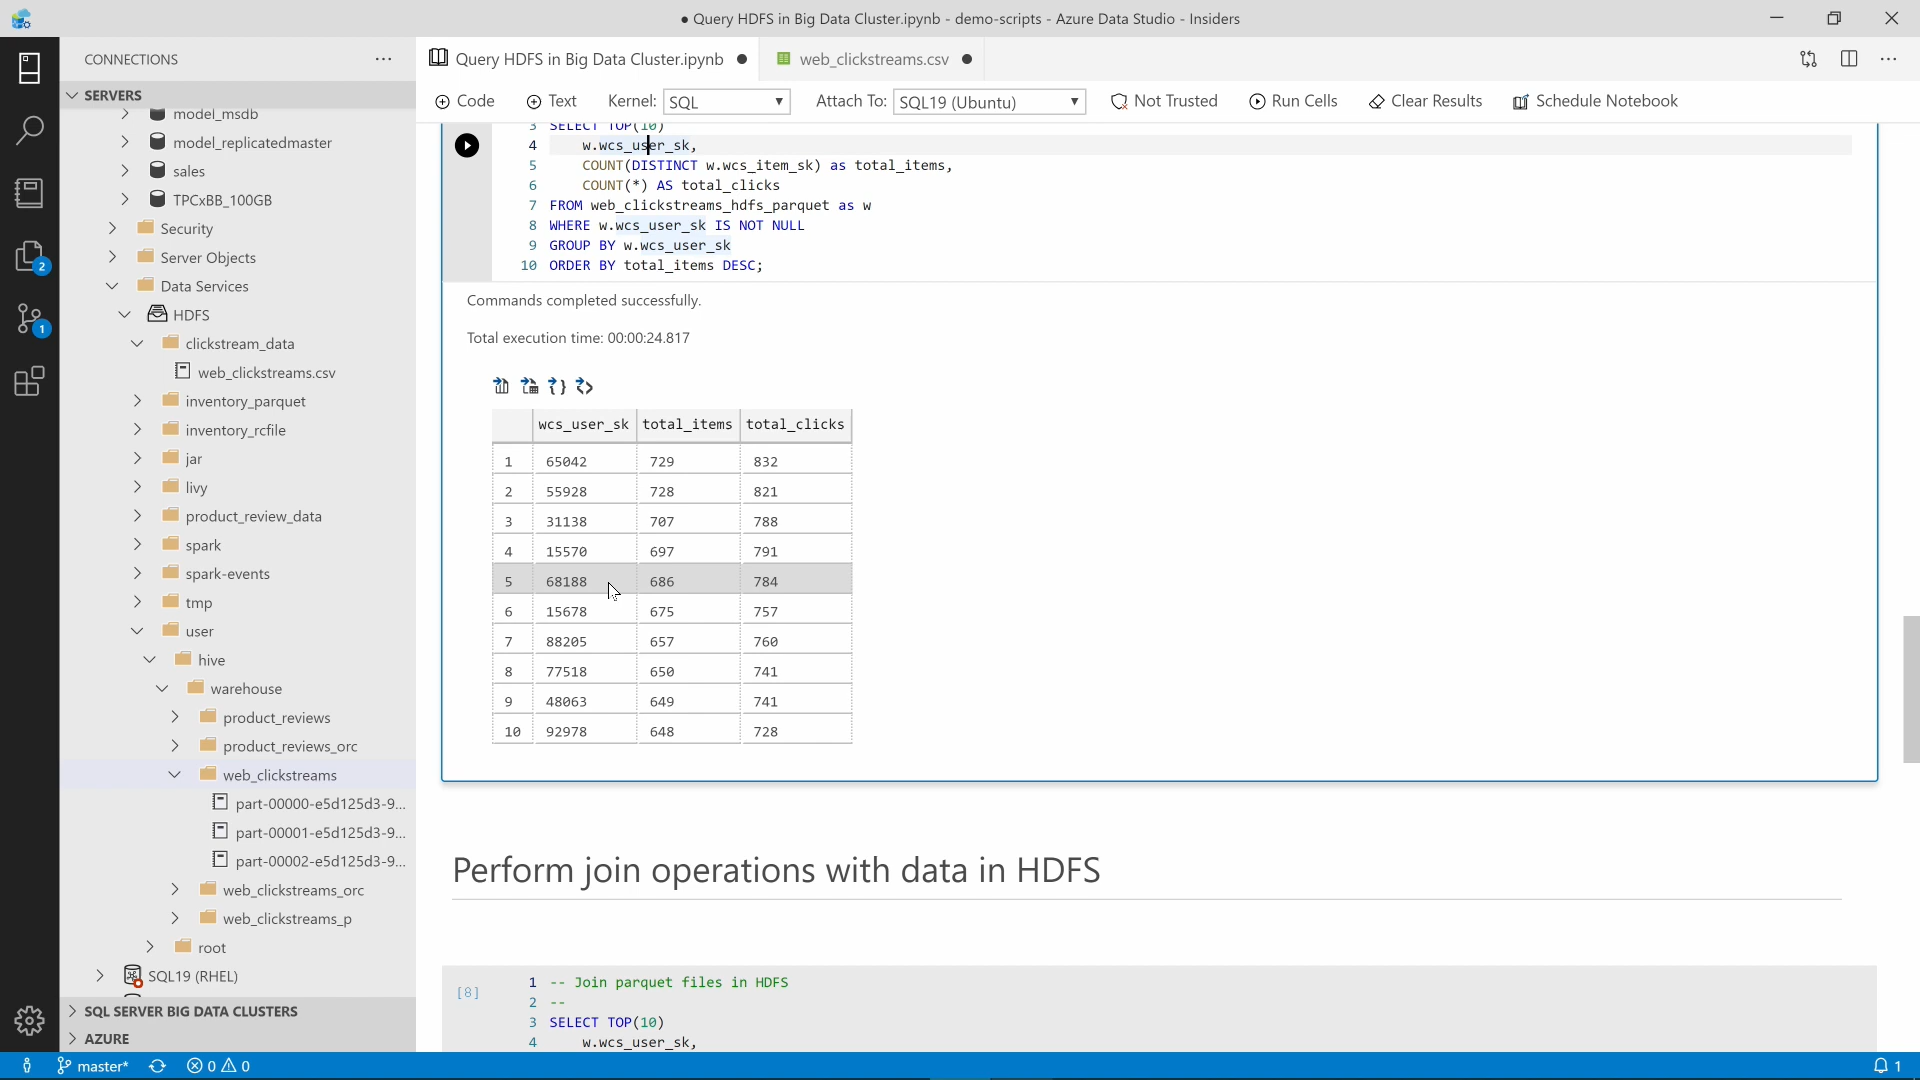 ● Query HDFS in Big Data Cluster.ipynb - demo-scripts - Azure Data Studio - Insiders
CONNECTIONS
SERVERS
model_msdb
model_replicatedmaster
sales
TPCxBB_100GB
Security
Server Objects
Data Services
HDFS
clickstream_data
web_clickstreams.csv
inventory_parquet
inventory_rcfile
jar
livy
product_review_data
spark
spark-events
tmp
user
hive
warehouse
product_reviews
product_reviews_orc
web_clickstreams
part-00000-e5d125d3-9...
part-00001-e5d125d3-9...
part-00002-e5d125d3-9...
web_clickstreams_orc
web_clickstreams_p
root
SQL19 (RHEL)
SQL SERVER BIG DATA CLUSTERS
AZURE
2
1
Query HDFS in Big Data Cluster.ipynb ●
web_clickstreams.csv ●
Code Text Kernel: SQL Attach To: SQL19 (Ubuntu) Not Trusted Run Cells Clear Results Schedule Notebook
3 SELECT TOP(10)
4 w.wcs_user_sk,
5 COUNT(DISTINCT w.wcs_item_sk) as total_items,
6 COUNT(*) AS total_clicks
7 FROM web_clickstreams_hdfs_parquet as w
8 WHERE w.wcs_user_sk IS NOT NULL
9 GROUP BY w.wcs_user_sk
10 ORDER BY total_items DESC;
Commands completed successfully.
Total execution time: 00:00:24.817
wcs_user_sk total_items total_clicks
1 65042 729 832
2 55928 728 821
3 31138 707 788
4 15570 697 791
5 68188 686 784
6 15678 675 757
7 88205 657 760
8 77518 650 741
9 48063 649 741
10 92978 648 728
Perform join operations with data in HDFS
[8]
1 -- Join parquet files in HDFS
2 --
3 SELECT TOP(10)
4 w.wcs_user_sk,
master* 0 0 1